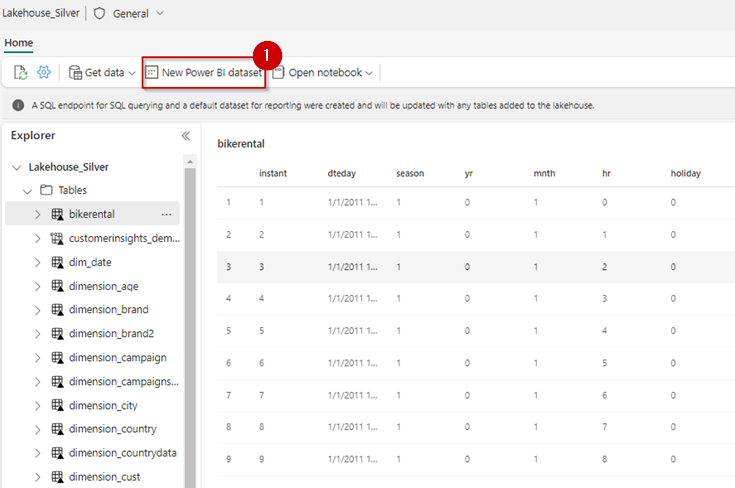 Lakehouse_Silver General
Home
1
Get data New Power BI dataset Open notebook
A SQL endpoint for SQL querying and a default dataset for reporting were created and will be updated with any tables added to the lakehouse.
Explorer
Lakehouse_Silver
Tables
bikerental ...
customerinsights_dem...
dim_date
dimension_age
dimension_brand
dimension_brand2
dimension_campaign
dimension_campaigns...
dimension_city
dimension_country
dimension_countrydata
dimension_cust
bikerental
instant dteday season yr mnth hr holiday
1 1 1/1/2011 1... 1 0 1 0 0
2 2 1/1/2011 1... 1 0 1 1 0
3 3 1/1/2011 1... 1 0 1 2 0
4 4 1/1/2011 1... 1 0 1 3 0
5 5 1/1/2011 1... 1 0 1 4 0
6 6 1/1/2011 1... 1 0 1 5 0
7 7 1/1/2011 1... 1 0 1 6 0
8 8 1/1/2011 1... 1 0 1 7 0
9 9 1/1/2011 1... 1 0 1 8 0